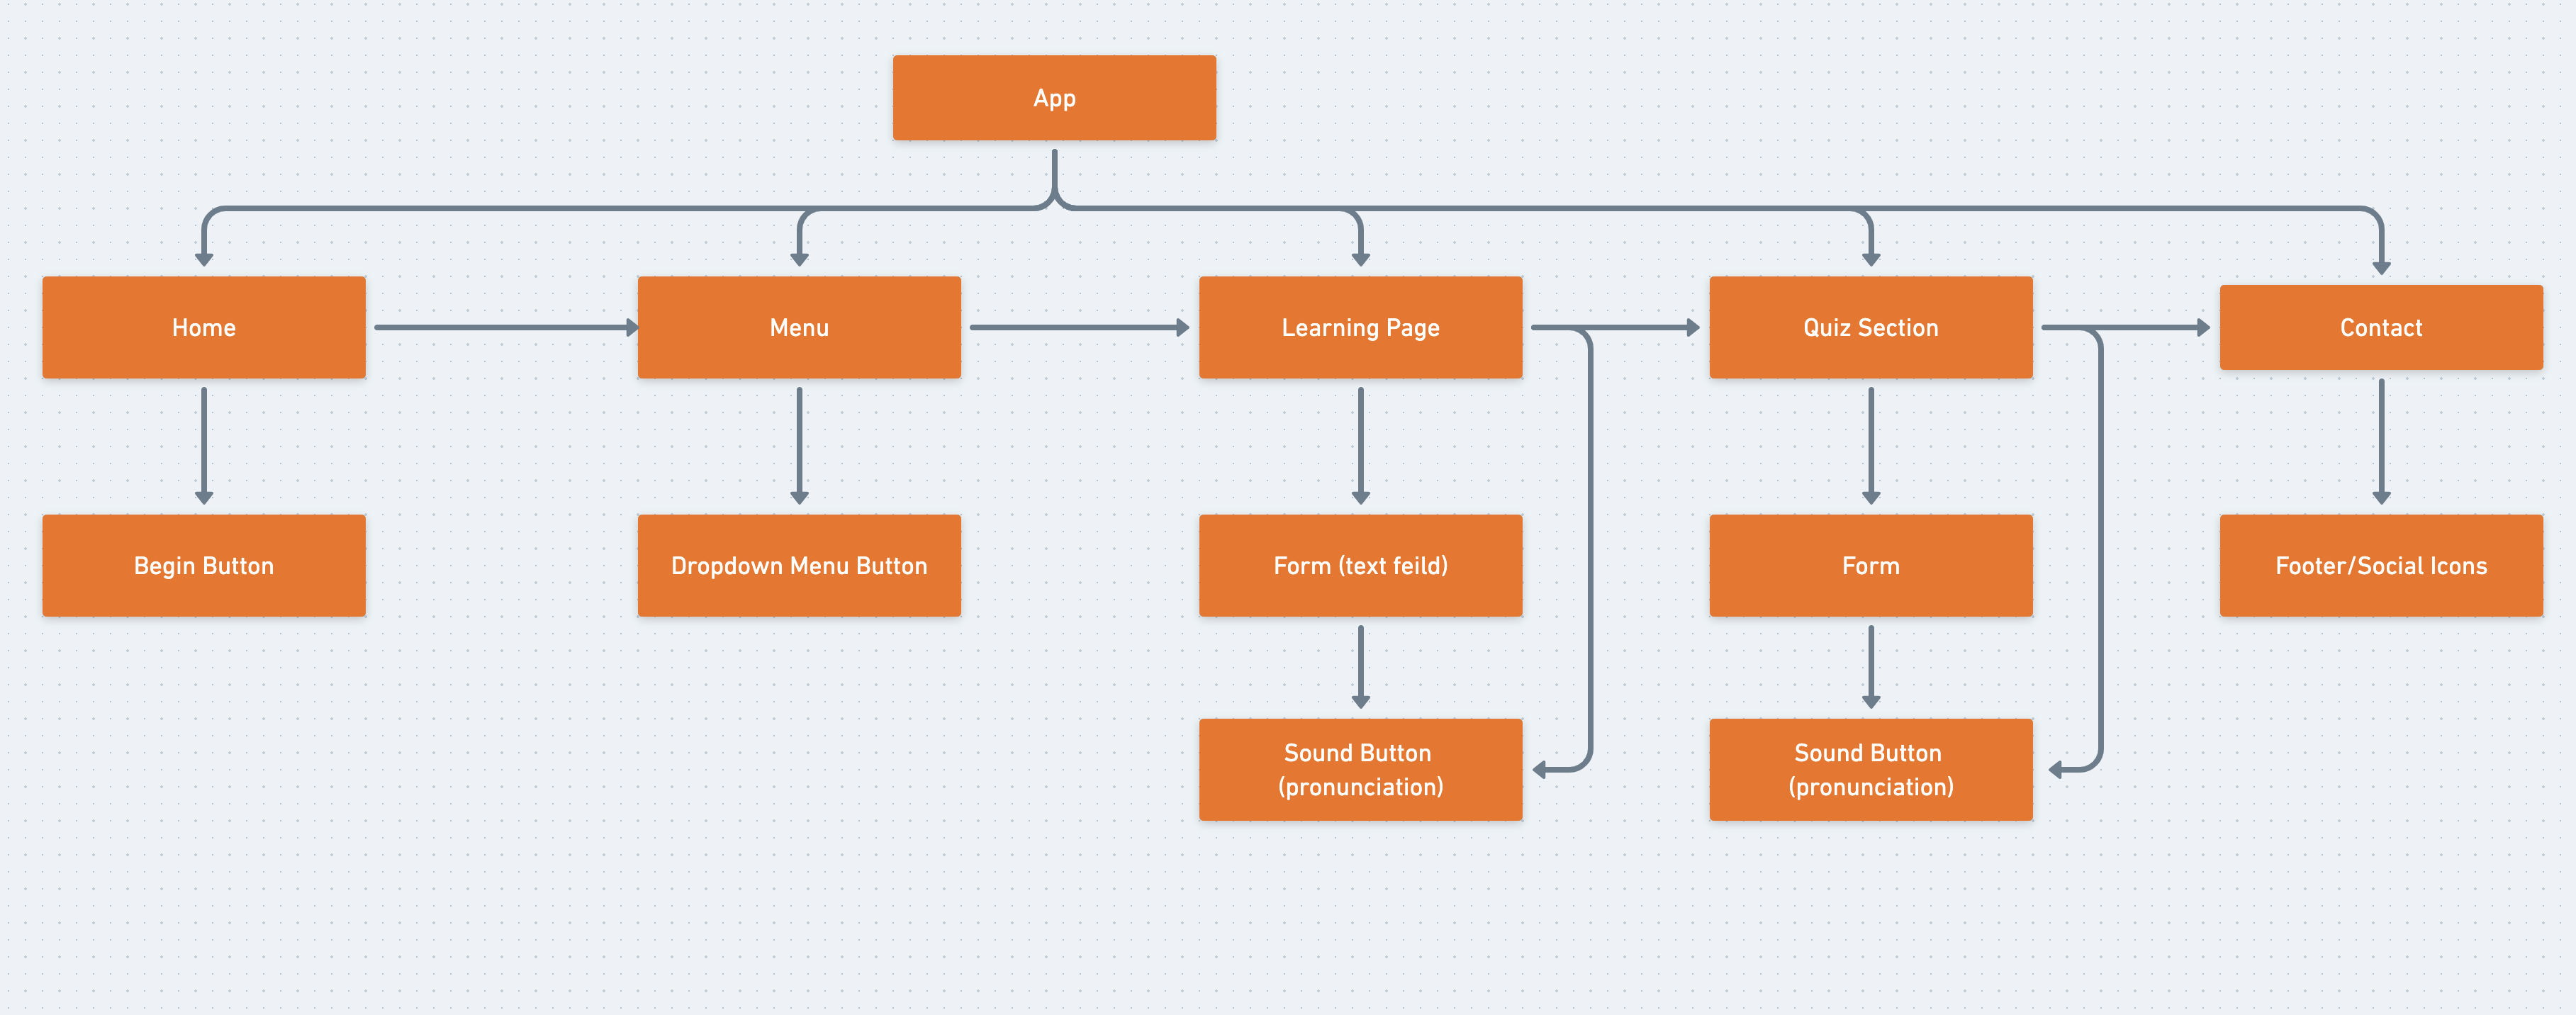 App
Home
Menu
Learning Page
Quiz Section
Contact
Begin Button
Dropdown Menu Button
Form (text feild)
Form
Footer/Social Icons
Sound Button
(pronunciation)
Sound Button
(pronunciation)